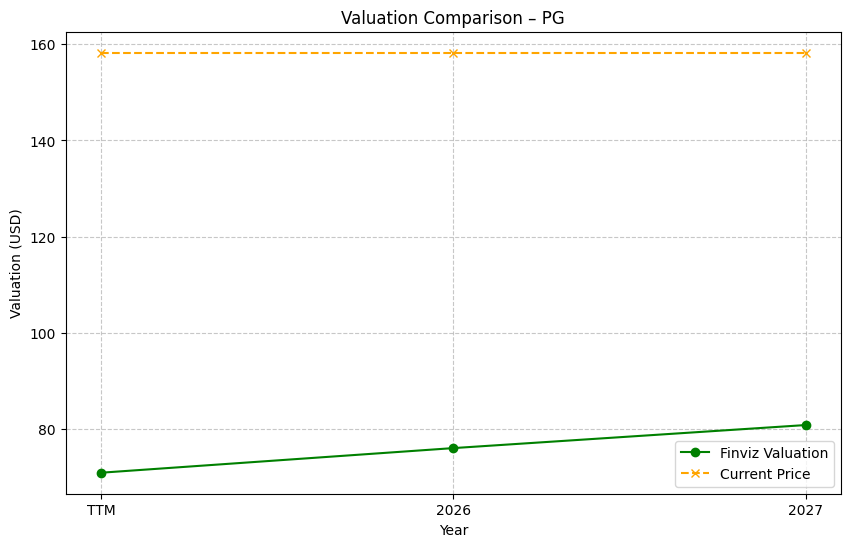 Valuation Comparison – PG
Valuation (USD)
160
140
120
100
80
TTM
2026
2027
Year
Finviz Valuation
Current Price